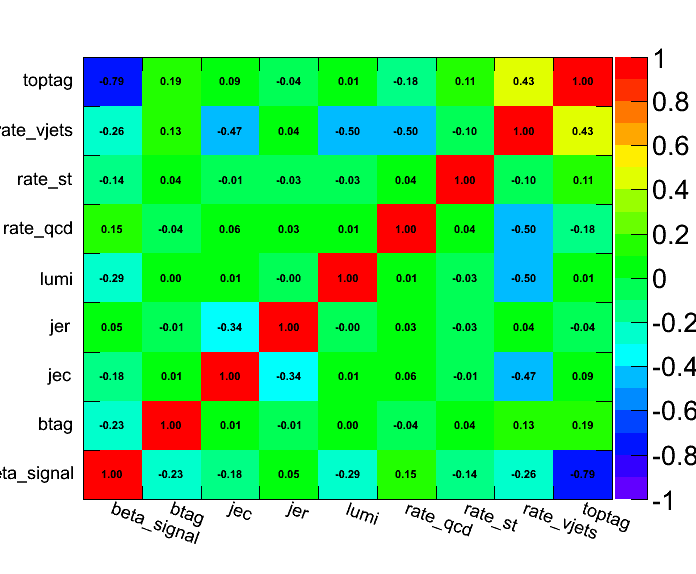 toptag -0.79 0.19 0.09 -0.04 0.01 -0.18 0.11 0.43 1.00
rate_vjets -0.26 0.13 -0.47 0.04 -0.50 -0.50 -0.10 1.00 0.43
rate_st -0.14 0.04 -0.01 -0.03 -0.03 0.04 1.00 -0.10 0.11
rate_qcd 0.15 -0.04 0.06 0.03 0.01 1.00 0.04 -0.50 -0.18
lumi -0.29 0.00 0.01 -0.00 1.00 0.01 -0.03 -0.50 0.01
jer 0.05 -0.01 -0.34 1.00 -0.00 0.03 -0.03 0.04 -0.04
jec -0.18 0.01 1.00 -0.34 0.01 0.06 -0.01 -0.47 0.09
btag -0.23 1.00 0.01 -0.01 0.00 -0.04 0.04 0.13 0.19
eta_signal 1.00 -0.23 -0.18 0.05 -0.29 0.15 -0.14 -0.26 -0.79
beta_signal btag jec jer lumi rate_qcd rate_st rate_vjets toptag
1
0.8
0.6
0.4
0.2
0
-0.2
-0.4
-0.6
-0.8
-1